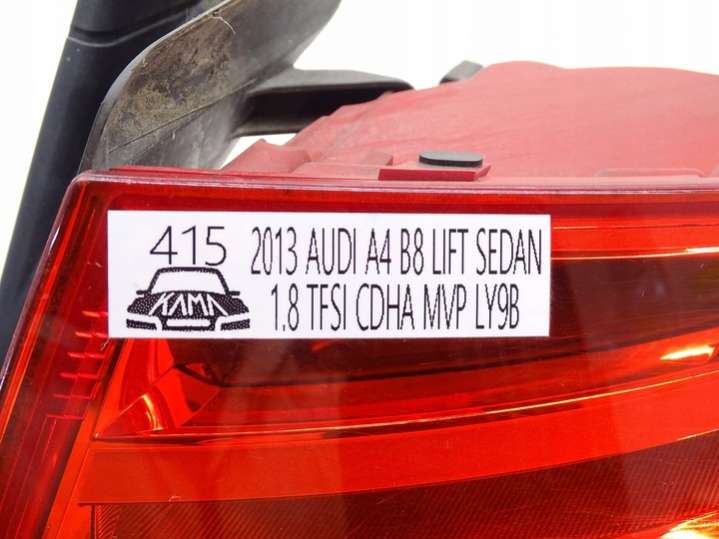 415
KAMA
2013 AUDI A4 B8 LIFT SEDAN
1.8 TFSI CDHA MVP LY9B